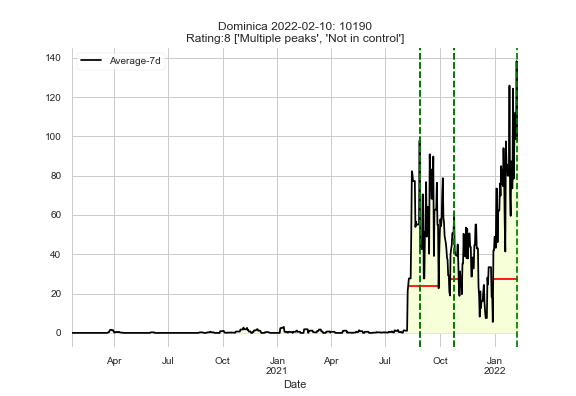 Dominica 2022-02-10: 10190
Rating:8 ['Multiple peaks', 'Not in control']
140
Average-7d
120
100
80
60
40
20
0
Apr Jul Oct Jan Apr Jul Oct Jan
2021 2022
Date